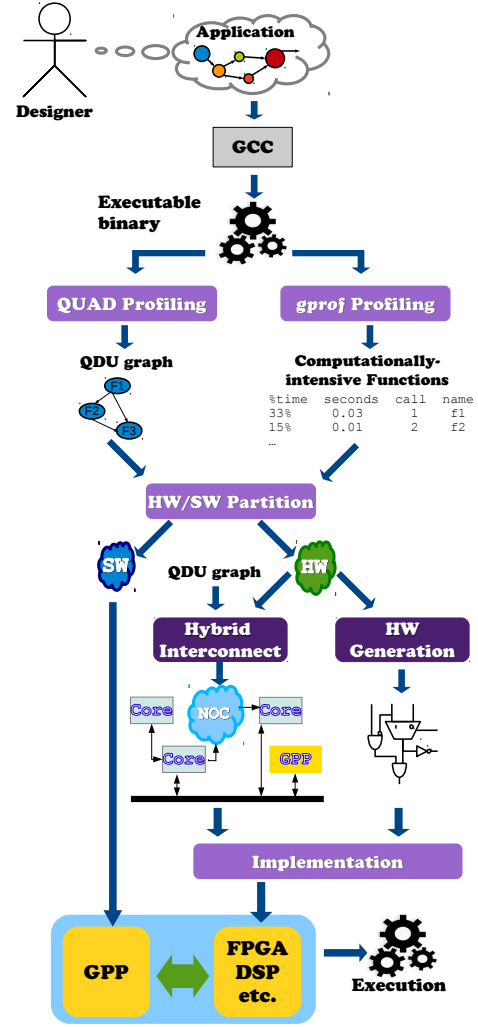 Application
Designer
GCC
Executable
binary
QUAD Profiling
gprof Profiling
QDU graph
Computationally-
intensive Functions
%time seconds call name
33% 0.03 1 f1
15% 0.01 2 f2
…
F1
F2
F3
HW/SW Partition
SW
HW
QDU graph
Hybrid
Interconnect
HW
Generation
Core
NOC
Core
Core
GPP
Implementation
GPP
FPGA
DSP
etc.
Execution